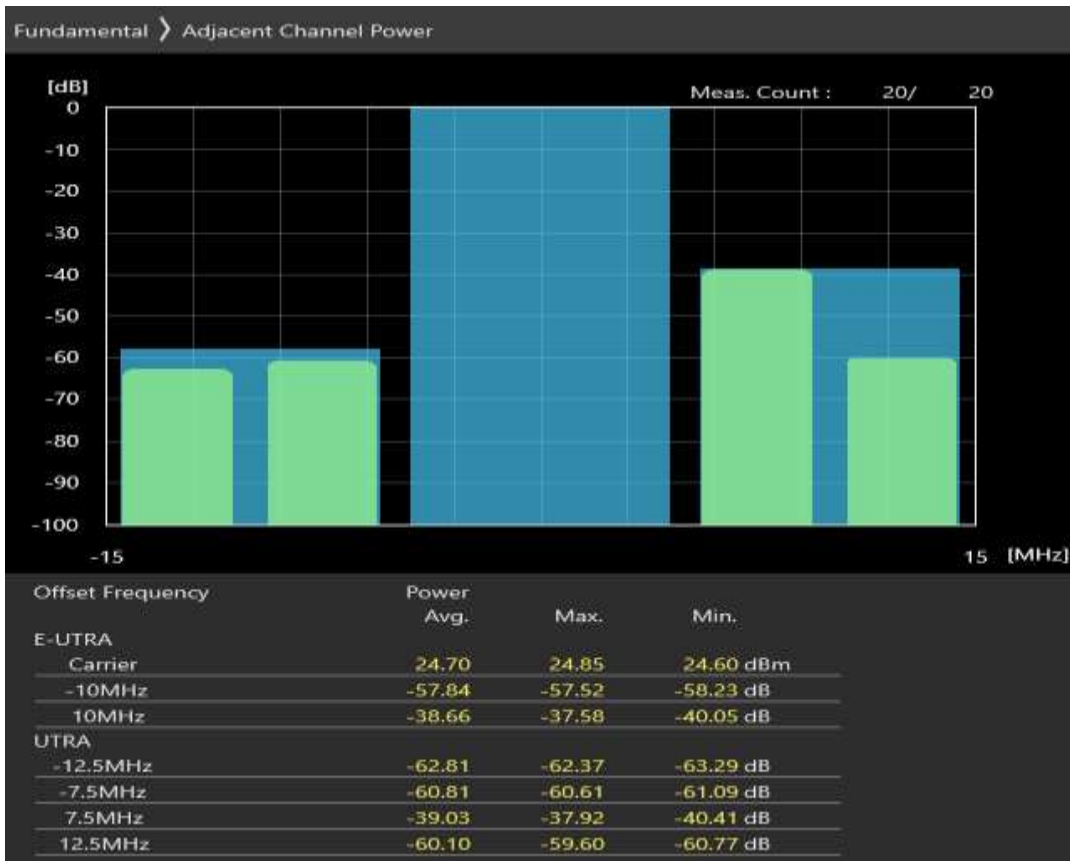 Fundamental 〉 Adjacent Channel Power
[dB]
Meas. Count : 20/ 20
0
-10
-20
-30
-40
-50
-60
-70
-80
-90
-100
-15 15 [MHz]
Offset Frequency Power
Avg. Max. Min.
E-UTRA
Carrier 24.70 24.85 24.60 dBm
-10MHz -57.84 -57.52 -58.23 dB
10MHz -38.66 -37.58 -40.05 dB
UTRA
-12.5MHz -62.81 -62.37 -63.29 dB
-7.5MHz -60.81 -60.61 -61.09 dB
7.5MHz -39.03 -37.92 -40.41 dB
12.5MHz -60.10 -59.60 -60.77 dB